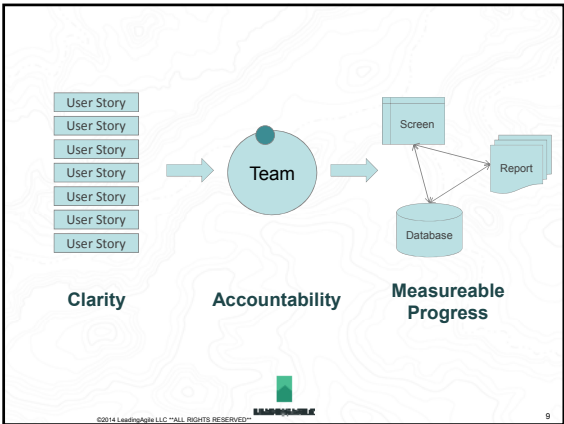 User Story
User Story
User Story
User Story
User Story
User Story
User Story
Team
Screen
Report
Database
Clarity
Accountability
Measureable
Progress
LEADINGAGILE
©2014 LeadingAgile LLC **ALL RIGHTS RESERVED**
9